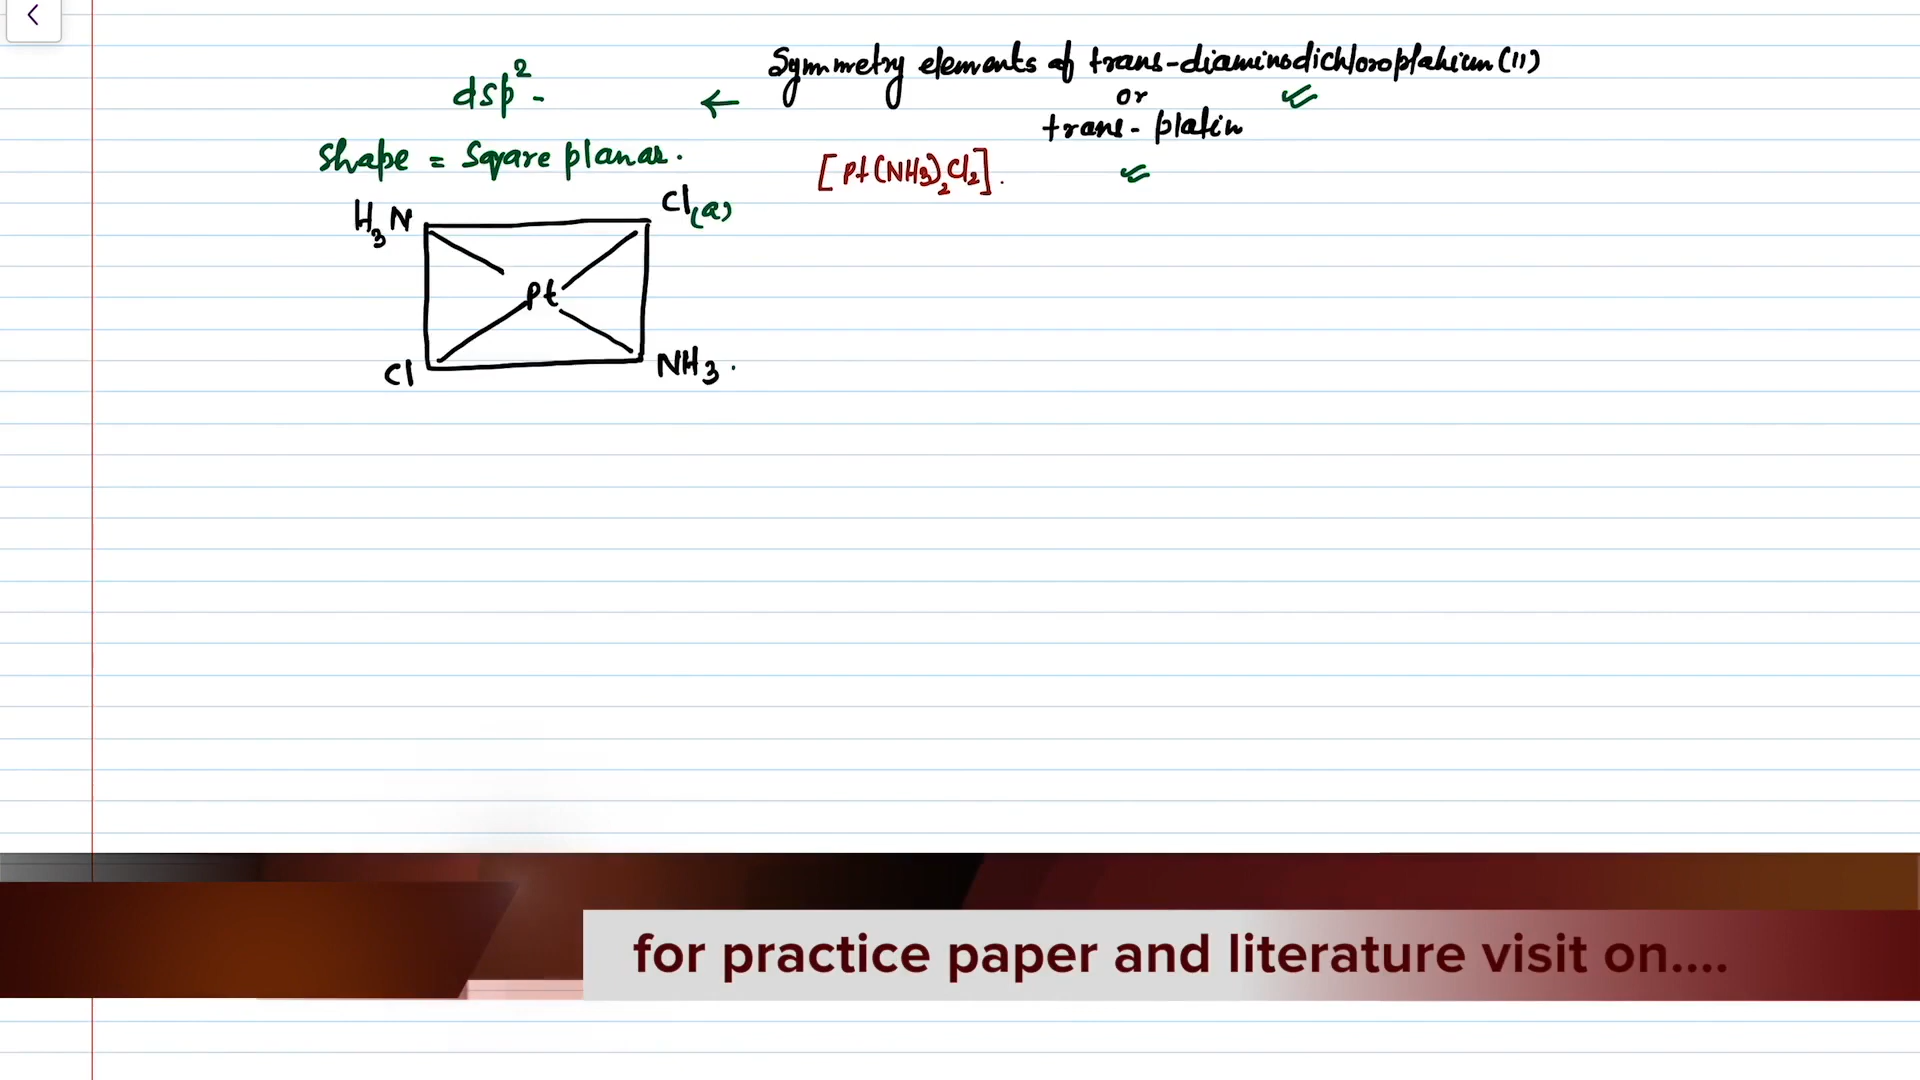 Symmetry elements of trans-diaminodichloroplatium(II)
or
trans-platin
dsp² -
←
Shape = Square planar.
[Pt(NH3)2Cl2].
H3N
Cl(a)
Pt
Cl
NH3.
for practice paper and literature visit on....